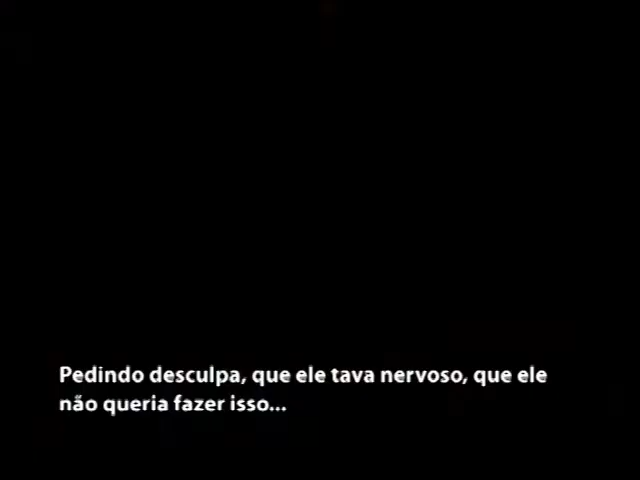 Pedindo desculpa, que ele tava nervoso, que ele
não queria fazer isso...